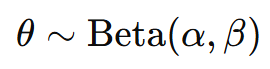 θ ∼ Beta(α, β)